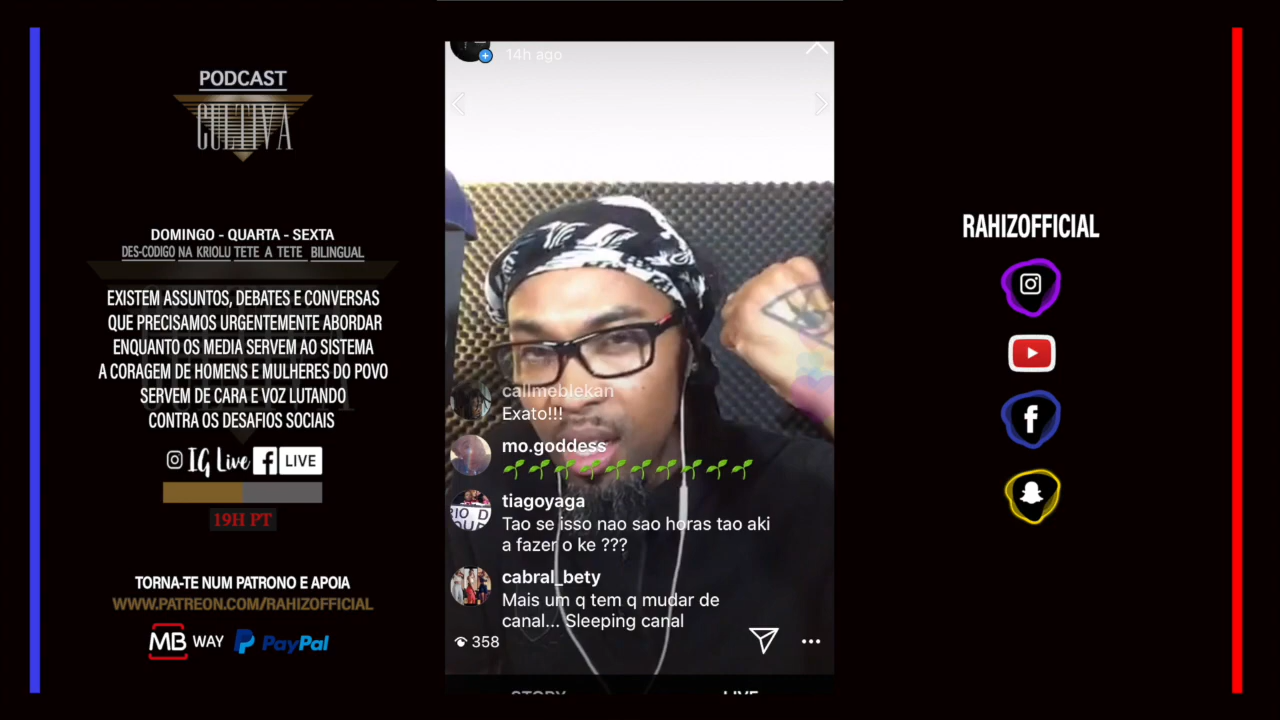 PODCAST
CULTIVA
DOMINGO - QUARTA - SEXTA
DES-CODIGO NA KRIOLU TETE A TETE BILINGUAL
EXISTEM ASSUNTOS, DEBATES E CONVERSAS
QUE PRECISAMOS URGENTEMENTE ABORDAR
ENQUANTO OS MEDIA SERVEM AO SISTEMA
A CORAGEM DE HOMENS E MULHERES DO POVO
SERVEM DE CARA E VOZ LUTANDO
CONTRA OS DESAFIOS SOCIAIS
IG Live f LIVE
19H PT
TORNA-TE NUM PATRONO E APOIA
WWW.PATREON.COM/RAHIZOFFICIAL
MB WAY PayPal
14h ago
callmeblekan
Exato!!!
mo.goddess
tiagoyaga
Tao se isso nao sao horas tao aki
a fazer o ke ???
cabral_bety
Mais um q tem q mudar de
canal... Sleeping canal
358
STORY LIVE
RAHIZOFFICIAL